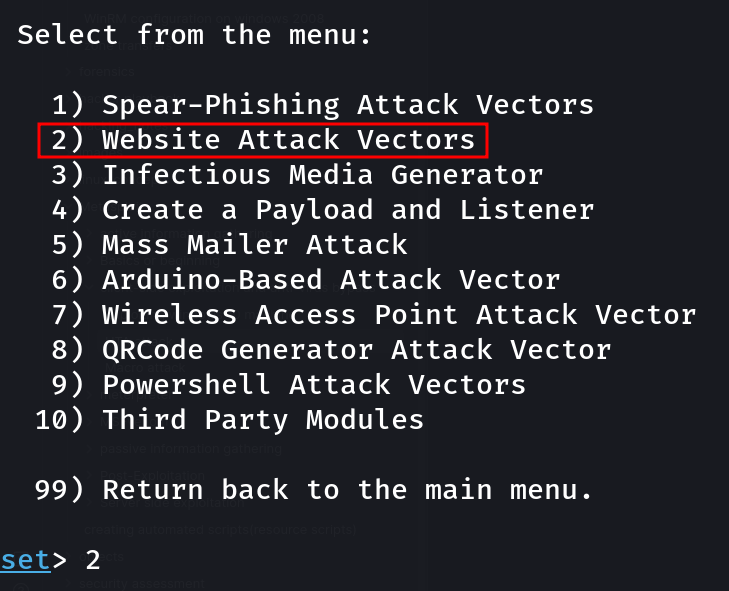 Select from the menu:
1) Spear-Phishing Attack Vectors
2) Website Attack Vectors
3) Infectious Media Generator
4) Create a Payload and Listener
5) Mass Mailer Attack
6) Arduino-Based Attack Vector
7) Wireless Access Point Attack Vector
8) QRCode Generator Attack Vector
9) Powershell Attack Vectors
10) Third Party Modules
99) Return back to the main menu.
set> 2